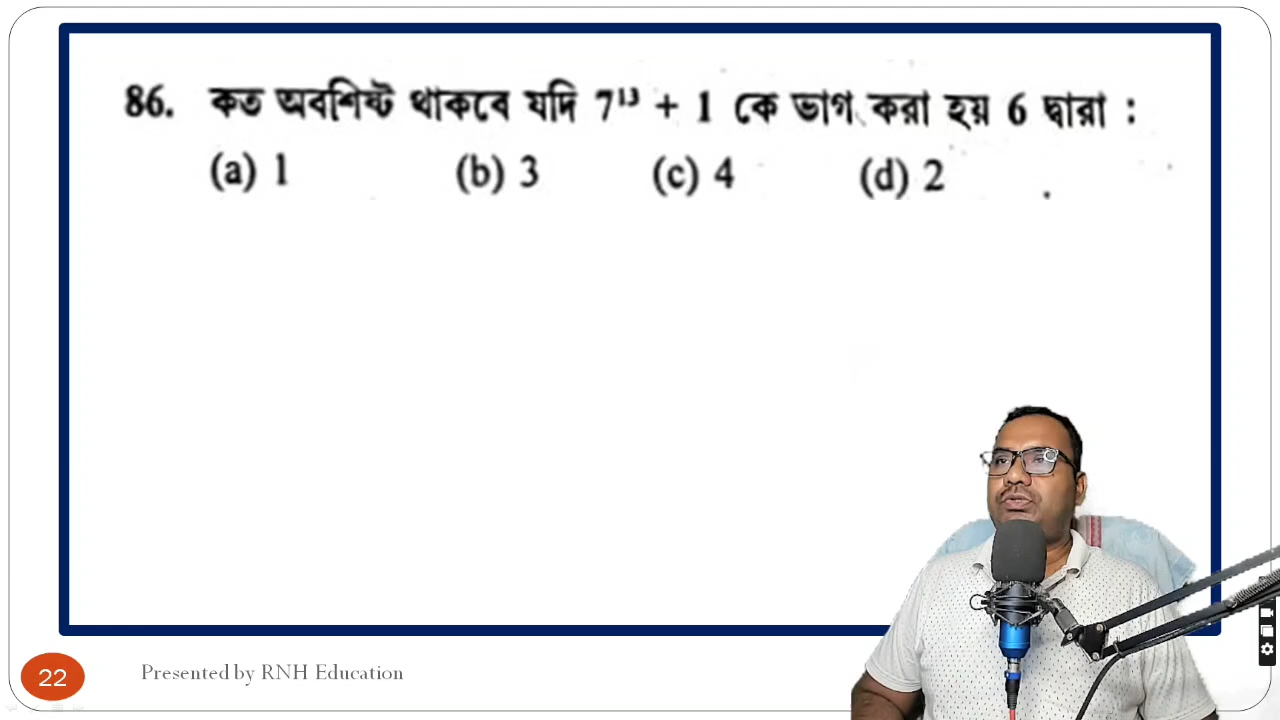 86. কত অবশিষ্ট থাকবে যদি 7¹³ + 1 কে ভাগ করা হয় 6 দ্বারা :
(a) 1 (b) 3 (c) 4 (d) 2
22 Presented by RNH Education